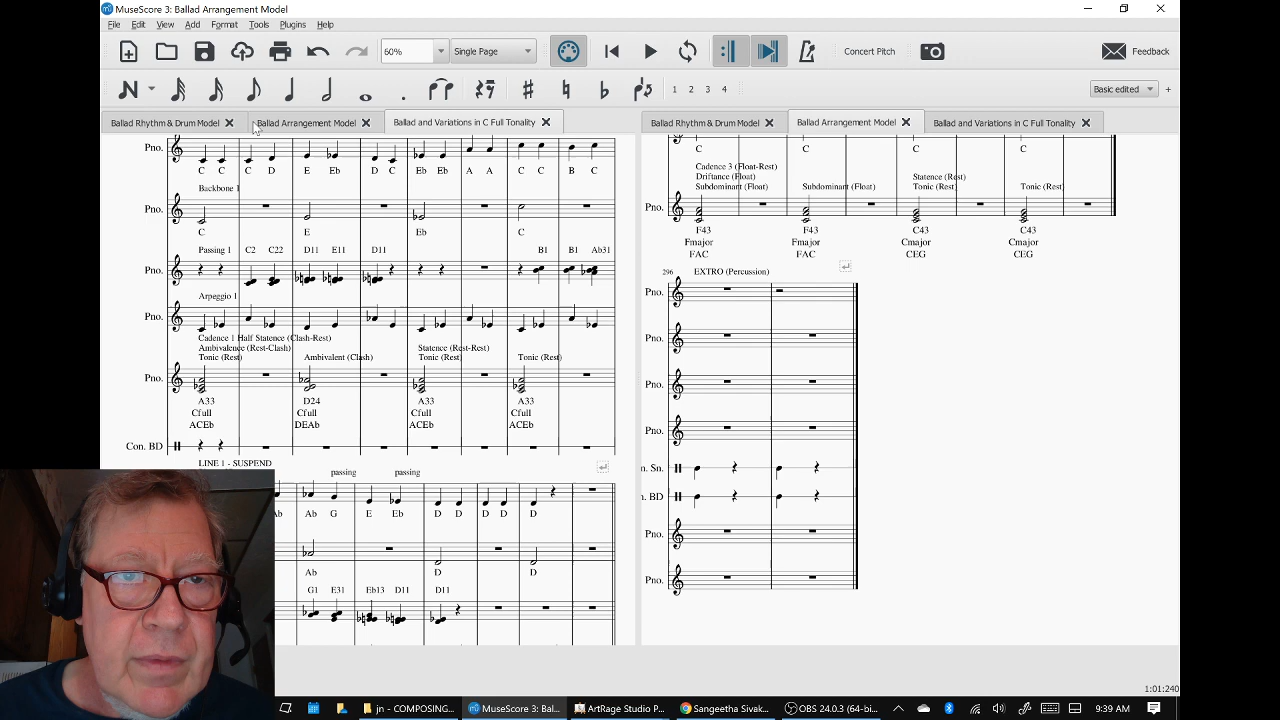 MuseScore 3: Ballad Arrangement Model
File Edit View Add Format Tools Plugins Help
60% Single Page Concert Pitch Feedback
1 2 3 4 Basic edited +
Ballad Rhythm & Drum Model Ballad Arrangement Model Ballad and Variations in C Full Tonality
Pno.
C C C D E Eb D C Eb Eb A A C C B C
Backbone 1
Pno.
C E Eb C
Passing 1 C2 C22 D11 E11 D11 B1 B1 Ab31
Pno.
Arpeggio 1
Pno.
Cadence 1 Half Statence (Clash-Rest)
Ambivalence (Rest-Clash) Statence (Rest-Rest)
Tonic (Rest) Ambivalent (Clash) Tonic (Rest) Tonic (Rest)
Pno.
A33 D24 A33 A33
Cfull Cfull Cfull Cfull
ACEb DEAb ACEb ACEb
Con. BD
LINE 1 - SUSPEND
passing passing
Ab G E Eb D D D D D
Ab D D
G1 E31 Eb13 D11 D11
Ballad Rhythm & Drum Model Ballad Arrangement Model Ballad and Variations in C Full Tonality
C C C C
Cadence 3 (Float-Rest)
Driftance (Float) Statence (Rest)
Subdominant (Float) Subdominant (Float) Tonic (Rest) Tonic (Rest)
Pno.
F43 F43 C43 C43
Fmajor Fmajor Cmajor Cmajor
FAC FAC CEG CEG
296 EXTRO (Percussion)
Pno.
Pno.
Pno.
Pno.
n. Sn.
BD
Pno.
Pno.
1:01:240
jn - COMPOSING... MuseScore 3: Bal... ArtRage Studio P... Sangeetha Sivak... OBS 24.03 (64-bi... 9:39 AM